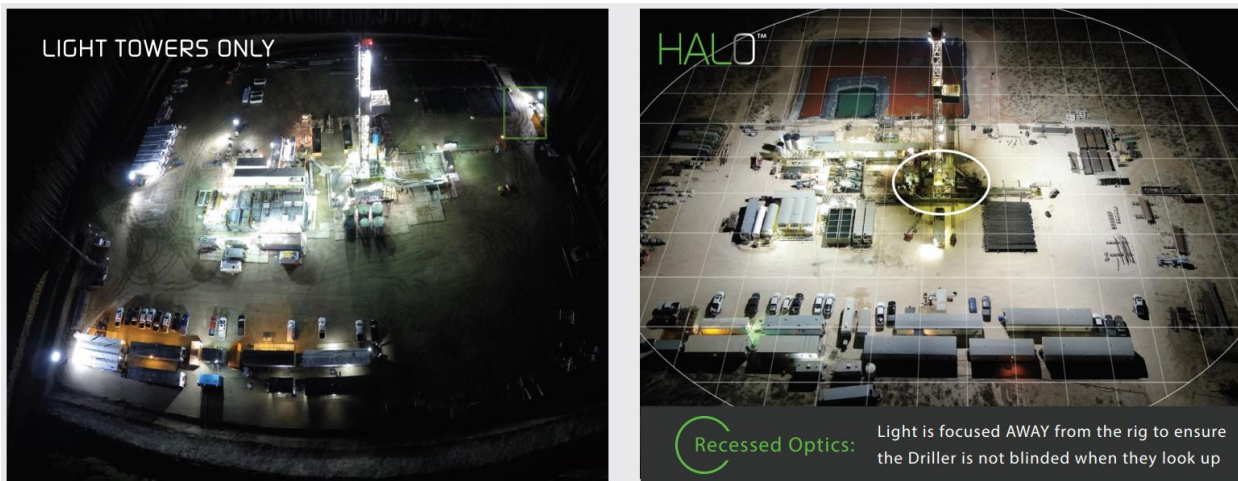 LIGHT TOWERS ONLY
HALO™
Recessed Optics:
Light is focused AWAY from the rig to ensure
the Driller is not blinded when they look up